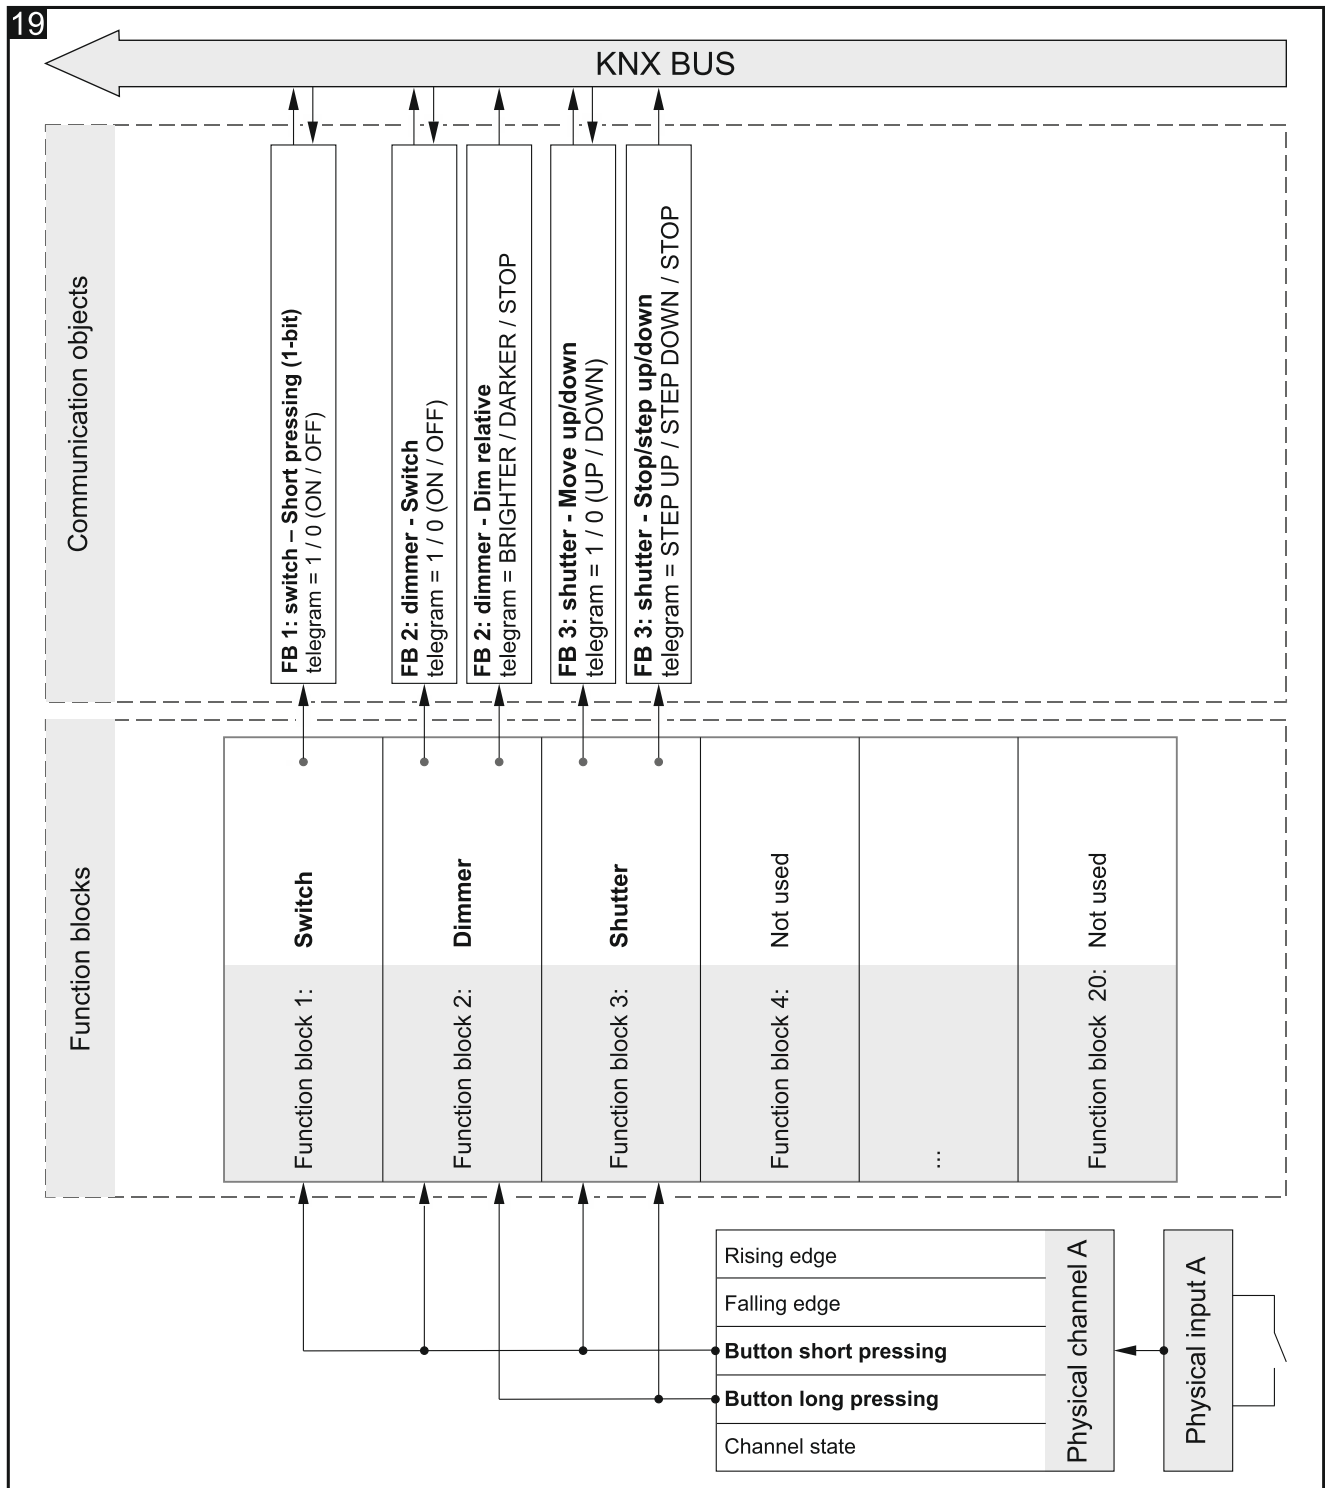 19
KNX BUS
Communication objects
FB 1: switch – Short pressing (1-bit)
telegram = 1 / 0 (ON / OFF)
FB 2: dimmer - Switch
telegram = 1 / 0 (ON / OFF)
FB 2: dimmer - Dim relative
telegram = BRIGHTER / DARKER / STOP
FB 3: shutter - Move up/down
telegram = 1 / 0 (UP / DOWN)
FB 3: shutter - Stop/step up/down
telegram = STEP UP / STEP DOWN / STOP
Function blocks
Function block 1: Switch
Function block 2: Dimmer
Function block 3: Shutter
Function block 4: Not used
...
Function block 20: Not used
Rising edge
Falling edge
Button short pressing
Button long pressing
Channel state
Physical channel A
Physical input A